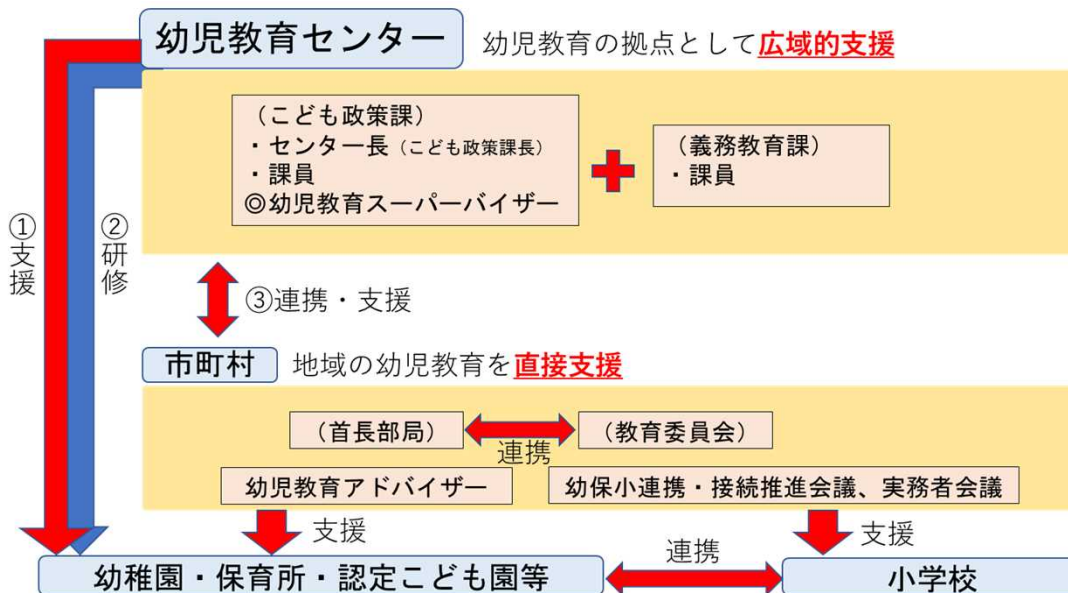 幼児教育センター
幼児教育の拠点として広域的支援
（こども政策課）
・センター長（こども政策課長）
・課員
◎幼児教育スーパーバイザー
（義務教育課）
・課員
①支援
②研修
③連携・支援
市町村
地域の幼児教育を直接支援
（首長部局）
連携
（教育委員会）
幼児教育アドバイザー
幼保小連携・接続推進会議、実務者会議
支援
支援
幼稚園・保育所・認定こども園等
連携
小学校